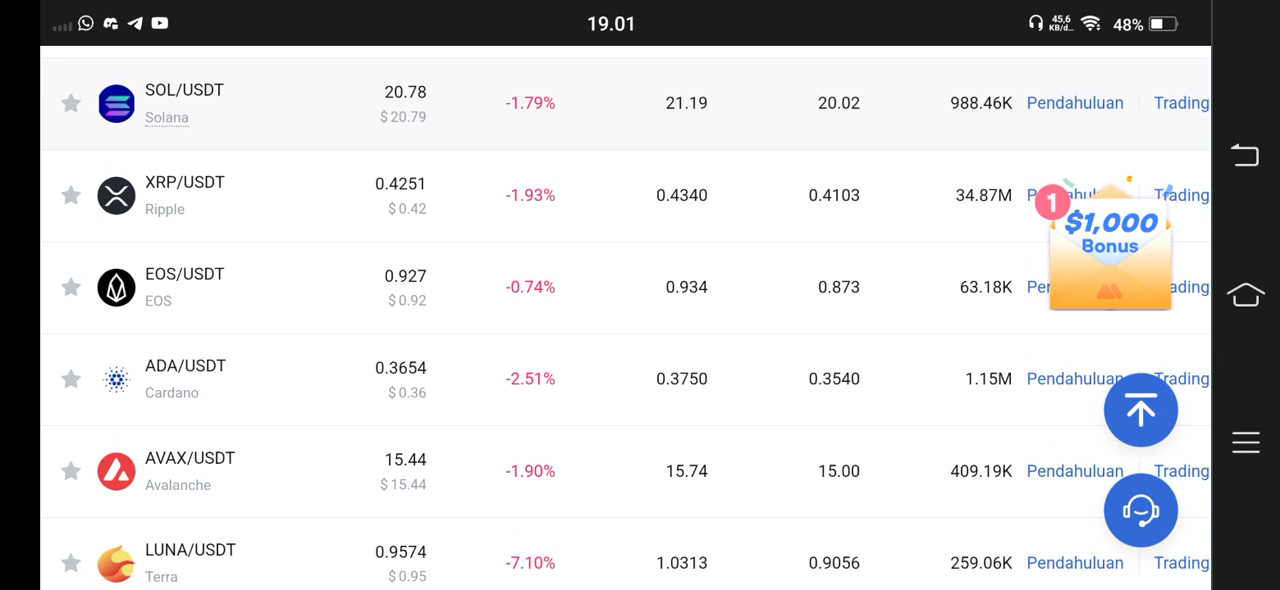 19.01
45,6
KB/d...
48%
SOL/USDT 20.78
Solana $ 20.79 -1.79% 21.19 20.02 988.46K Pendahuluan Trading
XRP/USDT 0.4251
Ripple $ 0.42 -1.93% 0.4340 0.4103 34.87M Trading
1
$1,000
Bonus
EOS/USDT 0.927
EOS $ 0.92 -0.74% 0.934 0.873 63.18K
ADA/USDT 0.3654
Cardano $ 0.36 -2.51% 0.3750 0.3540 1.15M Pendahuluan Trading
AVAX/USDT 15.44
Avalanche $ 15.44 -1.90% 15.74 15.00 409.19K Pendahuluan Trading
LUNA/USDT 0.9574
Terra $ 0.95 -7.10% 1.0313 0.9056 259.06K Pendahuluan Trading